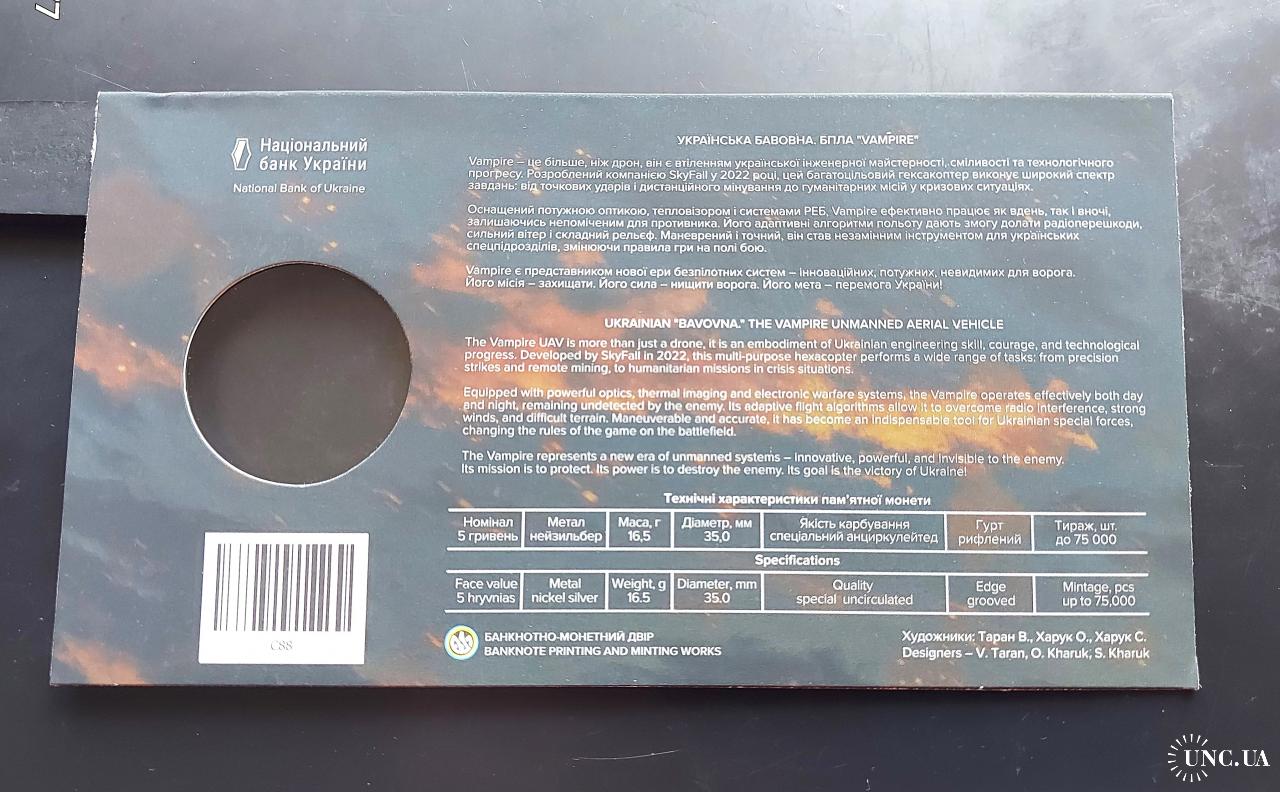 Національний
банк України
National Bank of Ukraine
УКРАЇНСЬКА БАВОВНА. БПЛА "VAMPIRE"
Vampire – це більше, ніж дрон, він є втіленням української інженерної майстерності, сміливості та технологічного
прогресу. Розроблений компанією SkyFall у 2022 році, цей багатоцільовий гексакоптер виконує широкий спектр
завдань: від точкових ударів і дистанційного мінування до гуманітарних місій у кризових ситуаціях.
Оснащений потужною оптикою, тепловізором і системами РЕБ, Vampire ефективно працює як вдень, так і вночі,
залишаючись непоміченим для противника. Його адаптивні алгоритми польоту дають змогу долати радіоперешкоди,
сильний вітер і складний рельєф. Маневрений і точний, він став незамінним інструментом для українських
спецпідрозділів, змінюючи правила гри на полі бою.
Vampire є представником нової ери безпілотних систем – інноваційних, потужних, невидимих для ворога.
Його місія – захищати. Його сила – нищити ворога. Його мета – перемога України!
UKRAINIAN "BAVOVNA." THE VAMPIRE UNMANNED AERIAL VEHICLE
The Vampire UAV is more than just a drone, it is an embodiment of Ukrainian engineering skill, courage, and technological
progress. Developed by SkyFall in 2022, this multi-purpose hexacopter performs a wide range of tasks: from precision
strikes and remote mining, to humanitarian missions in crisis situations.
Equipped with powerful optics, thermal imaging and electronic warfare systems, the Vampire operates effectively both day
and night, remaining undetected by the enemy. Its adaptive flight algorithms allow it to overcome radio interference, strong
winds, and difficult terrain. Maneuverable and accurate, it has become an indispensable tool for Ukrainian special forces,
changing the rules of the game on the battlefield.
The Vampire represents a new era of unmanned systems – innovative, powerful, and invisible to the enemy.
Its mission is to protect. Its power is to destroy the enemy. Its goal is the victory of Ukraine!
Технічні характеристики пам'ятної монети
Номінал Метал Маса, г Діаметр, мм Якість карбування Гурт Тираж, шт.
5 гривень нейзильбер 16,5 35,0 спеціальний анциркулейтед рифлений до 75 000
Specifications
Face value Metal Weight, g Diameter, mm Quality Edge Mintage, pcs
5 hryvnias nickel silver 16.5 35.0 special uncirculated grooved up to 75,000
C88
БАНКНОТНО-МОНЕТНИЙ ДВІР
BANKNOTE PRINTING AND MINTING WORKS
Художники: Таран В., Харук О., Харук С.
Designers – V. Taran, O. Kharuk, S. Kharuk
UNC.UA